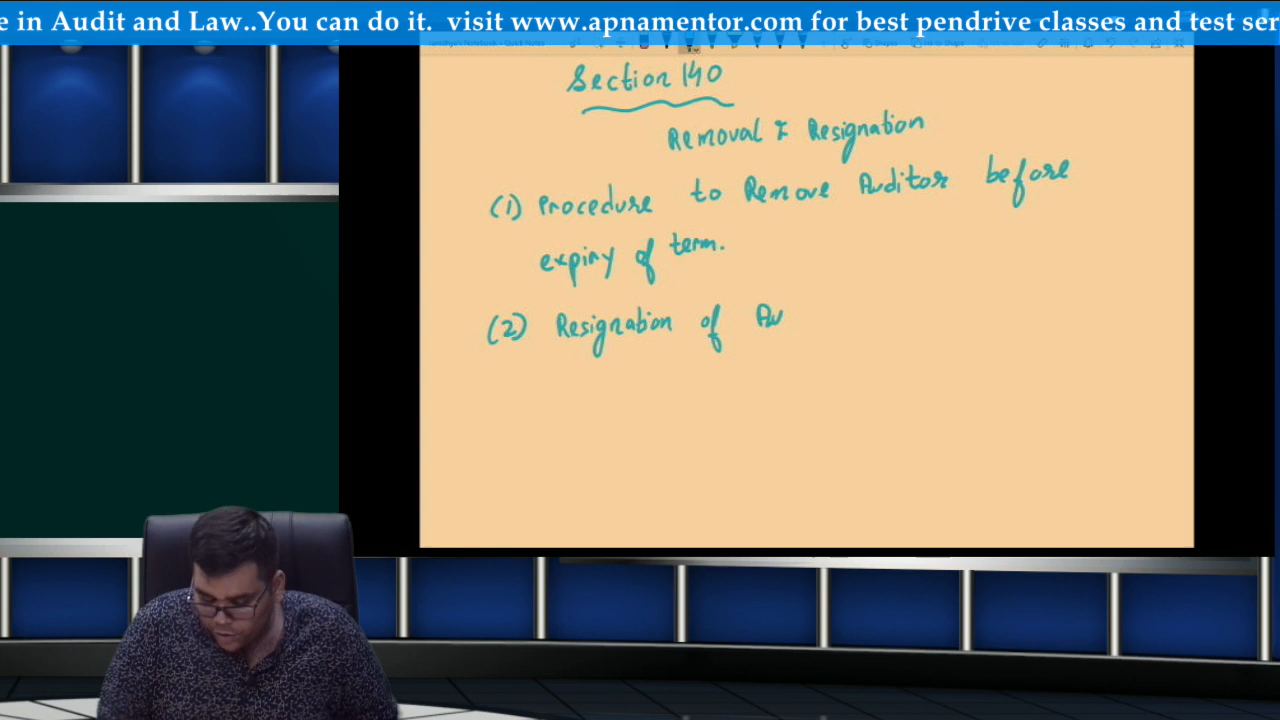 e in Audit and Law..You can do it. visit www.apnamentor.com for best pendrive classes and test ser
Section 140
Removal & Resignation
(1) Procedure to Remove Auditor before
expiry of term.
(2) Resignation of Au